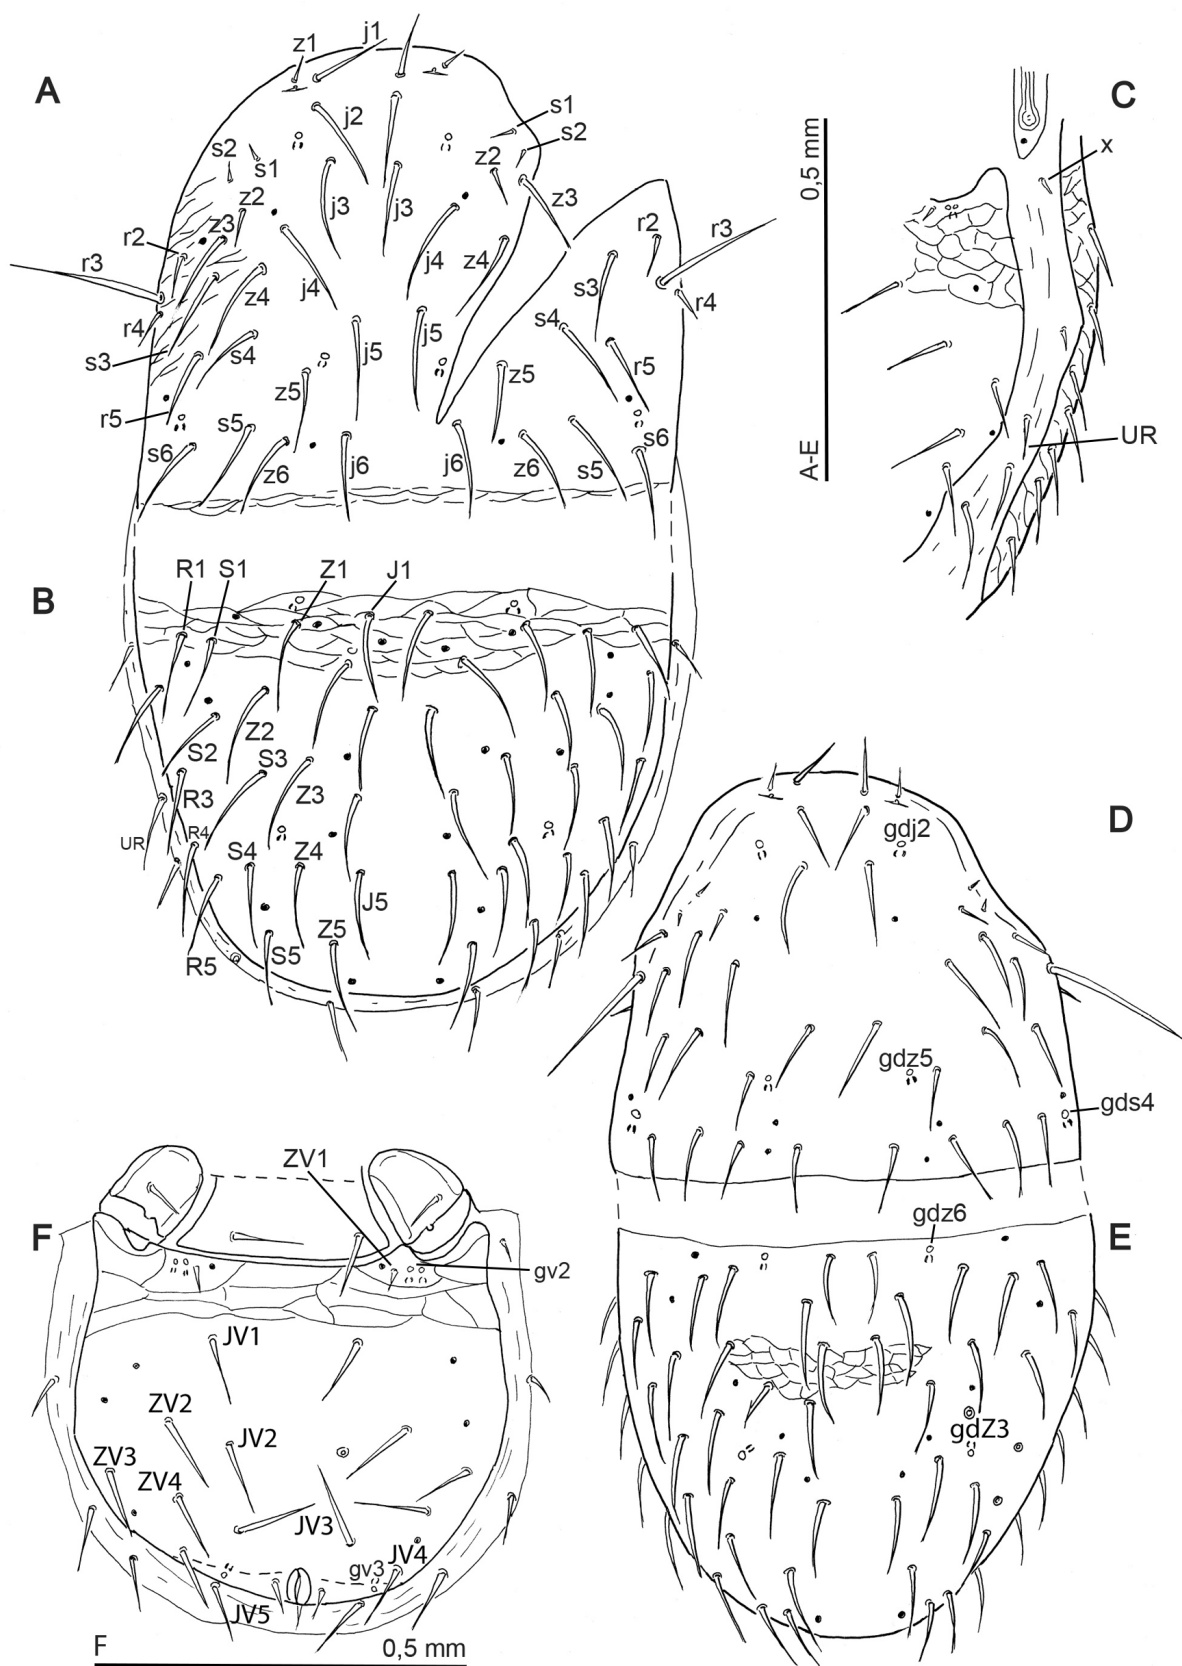 A
z1
j1
j2
s1
s2
s2
s1
z2
z2
j3
j3
z3
z3
r2
r2
r3
r3
j4
j4
z4
z4
s3
s3
r4
r4
j5
j5
s4
s4
r5
r5
z5
z5
s5
s5
s6
s6
z6
z6
j6
j6
B
R1
S1
Z1
J1
S2
Z2
S3
Z3
R3
UR
R4
S4
Z4
J5
R5
S5
Z5
C
x
UR
0,5 mm
A-E
D
gdj2
gdz5
gds4
E
gdz6
gdZ3
F
ZV1
gv2
JV1
ZV2
JV2
ZV3
ZV4
JV3
JV4
gv3
JV5
F
0,5 mm